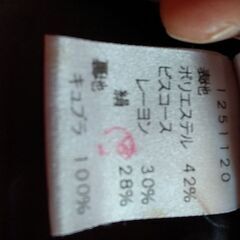 1251120
表地
ポリエステル 42%
ビスコース
レーヨン 30%
絹 28%
裏地
キュプラ 100%